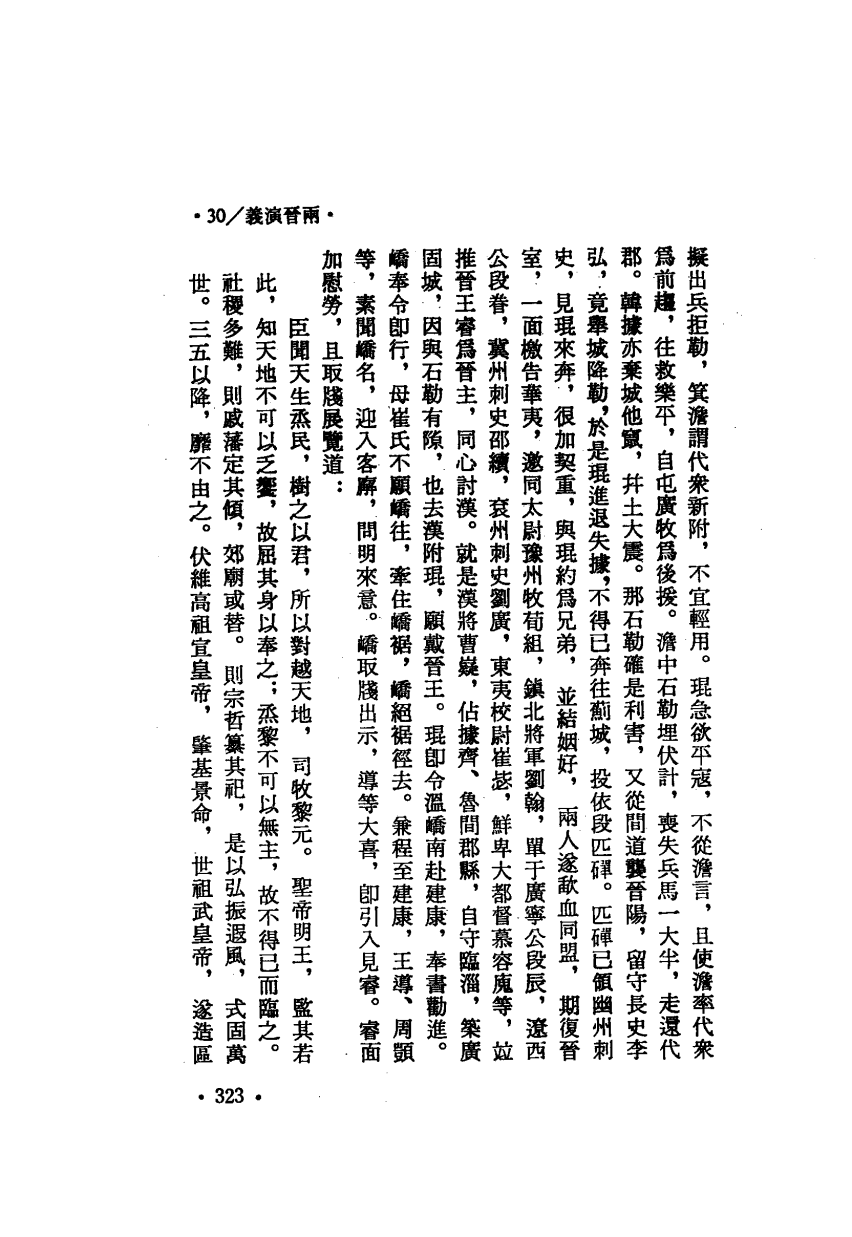 ·30／義演晉兩·
擬出兵拒勒，箕澹謂代衆新附，不宜輕用。琨急欲平寇，不從澹言，且使澹率代衆
爲前趨，往救樂平，自屯廣牧爲後援。澹中石勒埋伏計，喪失兵馬一大半，走還代
郡。韓據亦棄城他竄，幷土大震。那石勒確是利害，又從間道襲晉陽，留守長史李
弘，竟舉城降勒，於是琨進退失據，不得已奔往薊城，投依段匹磾。匹磾已領幽州刺
史，見琨來奔，很加契重，與琨約爲兄弟，並結姻好，兩人遂歃血同盟，期復晉
室，一面檄告華夷，邀同太尉豫州牧荀組，鎮北將軍劉翰，單于廣寧公段辰，遼西
公段眷，冀州刺史邵續，兗州刺史劉廣，東夷校尉崔毖，鮮卑大都督慕容廆等，竝
推晉王睿爲晉主，同心討漢。就是漢將曹嶷，佔據齊、魯間郡縣，自守臨淄，築廣
固城，因與石勒有隙，也去漢附琨，願戴晉王。琨卽令溫嶠南赴建康，奉書勸進。
嶠奉令卽行，母崔氏不願嶠往，牽住嶠裾，嶠絕裾徑去。兼程至建康，王導、周顗
等，素聞嶠名，迎入客廨，問明來意。嶠取牋出示，導等大喜，卽引入見睿。睿面
加慰勞，且取牋展覽道：
臣聞天生烝民，樹之以君，所以對越天地，司牧黎元。聖帝明王，監其若
此，知天地不可以乏饗，故屈其身以奉之；烝黎不可以無主，故不得已而臨之。
社稷多難，則戚藩定其傾，郊廟或替。則宗哲纂其祀，是以弘振遐風，式固萬
世。三五以降，靡不由之。伏維高祖宣皇帝，肇基景命，世祖武皇帝，遂造區
·323·